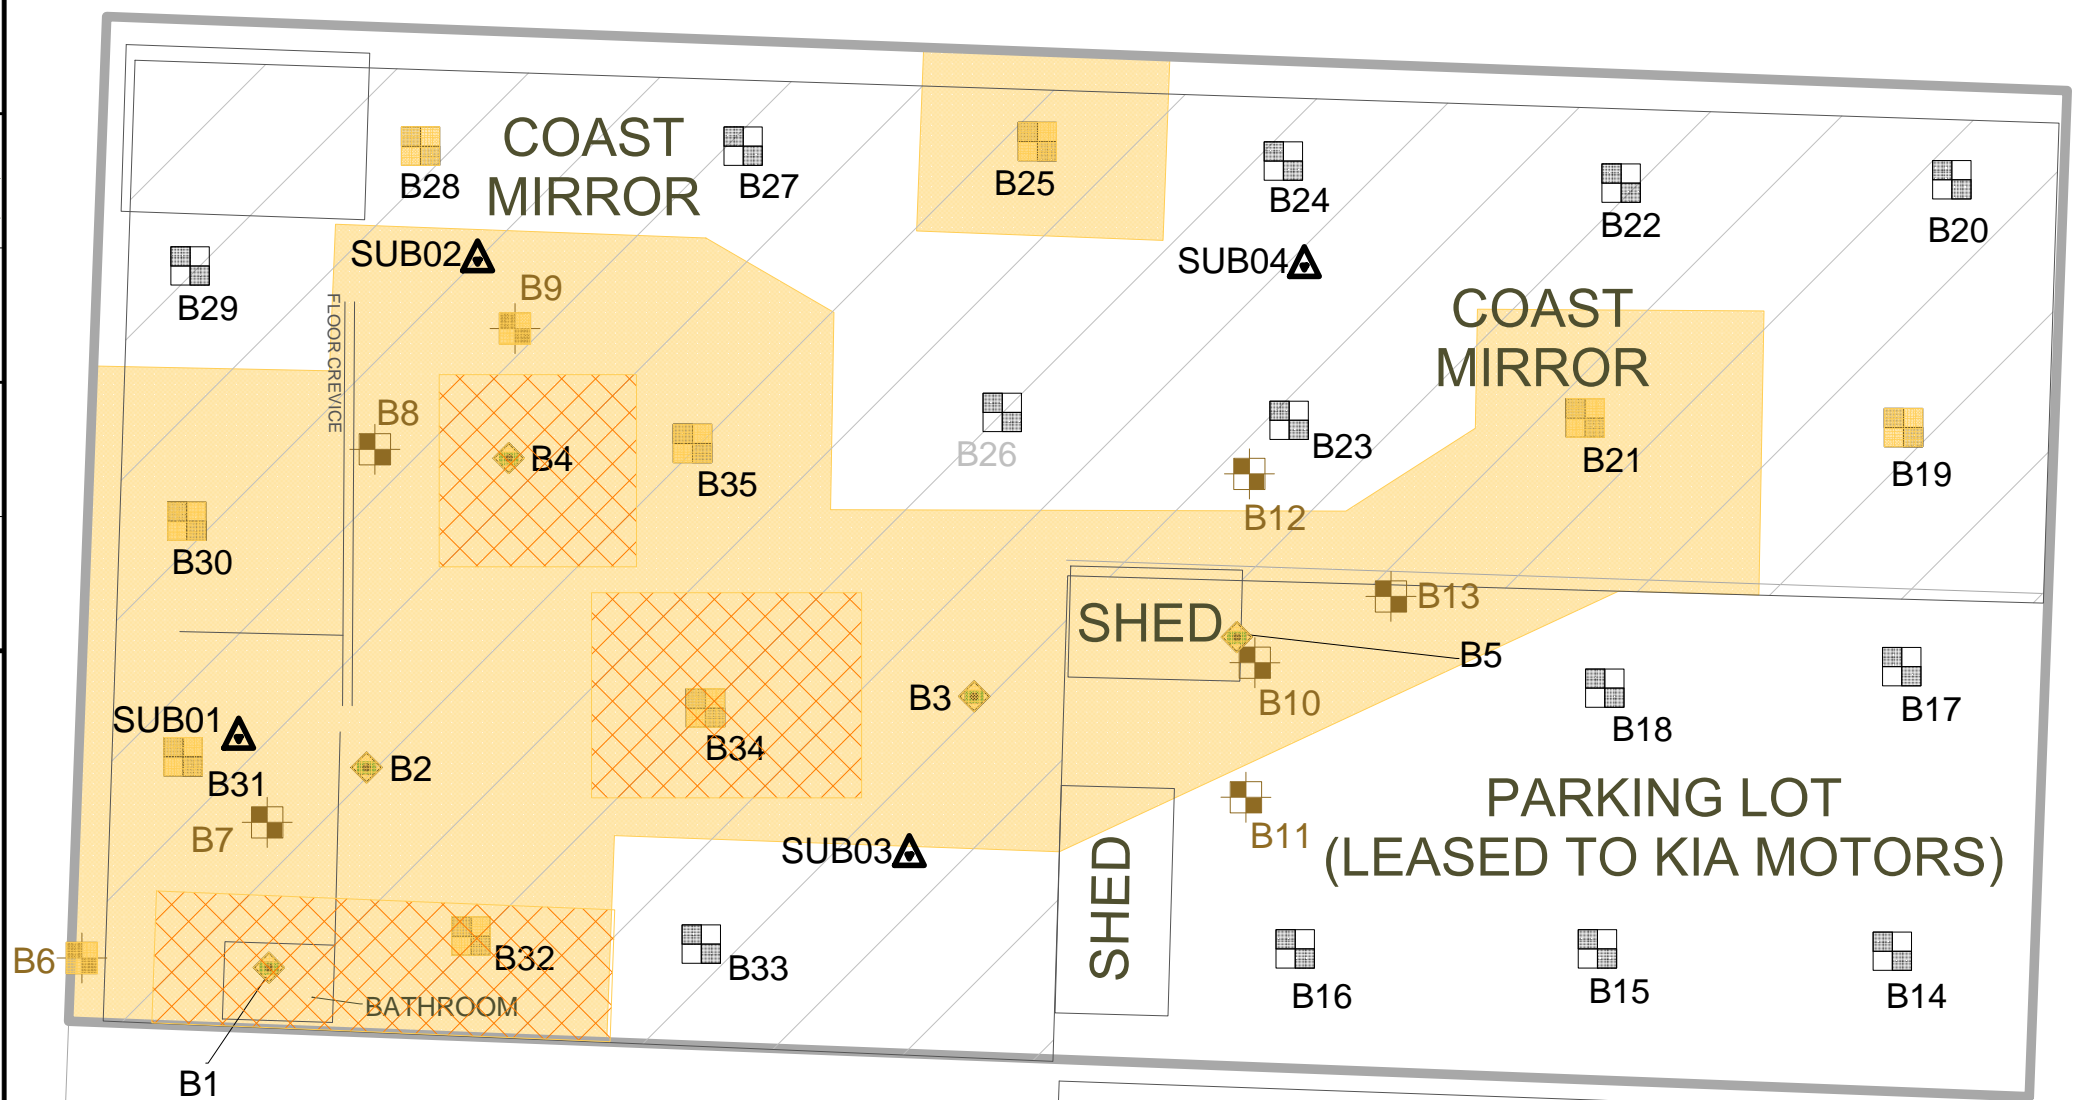 COAST
MIRROR
B28
B27
B25
B24
B22
B20
SUB02
SUB04
B29
B9
FLOOR CREVICE
COAST
MIRROR
B8
B4
B35
B26
B23
B21
B19
B12
B30
SHED
B13
B5
B10
B3
B18
B17
SUB01
B31
B2
B34
B7
SUB03
B11
PARKING LOT
(LEASED TO KIA MOTORS)
SHED
B6
B32
B33
B16
B15
B14
BATHROOM
B1